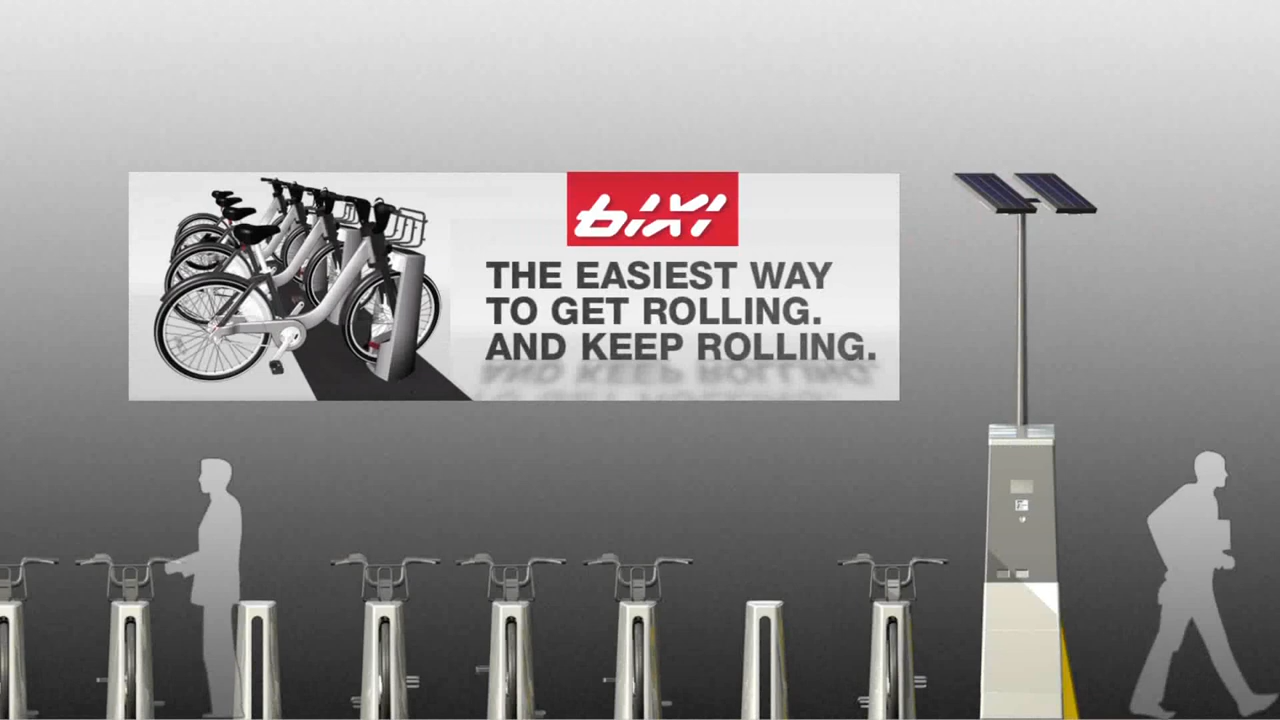 bixi
THE EASIEST WAY
TO GET ROLLING.
AND KEEP ROLLING.